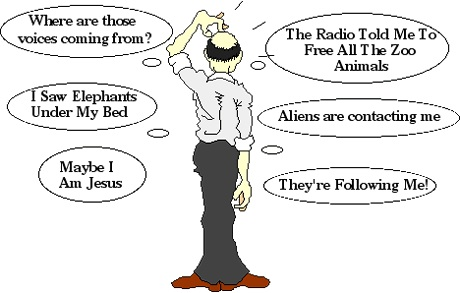 Where are those
voices coming from?
The Radio Told Me To
Free All The Zoo
Animals
I Saw Elephants
Under My Bed
Aliens are contacting me
Maybe I
Am Jesus
They're Following Me!